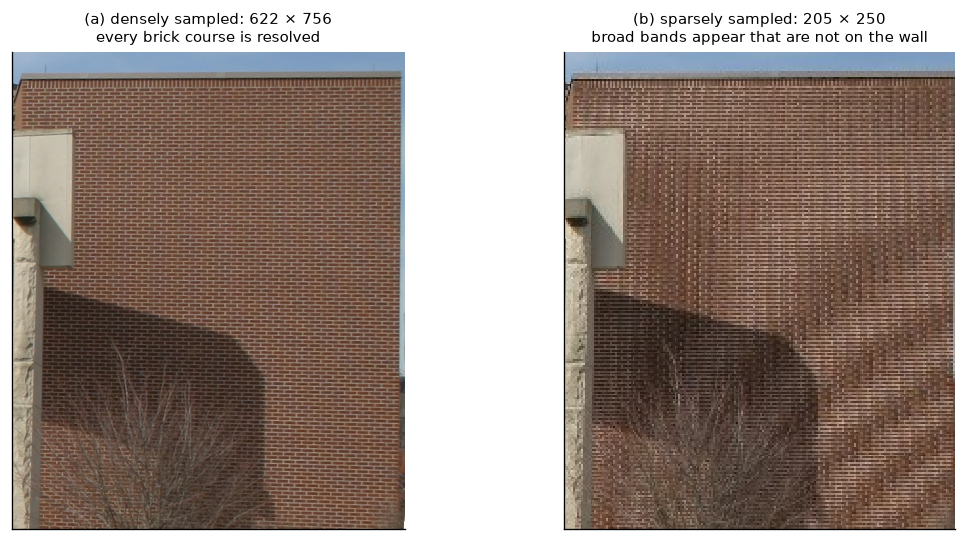 (a) densely sampled: 622 × 756
every brick course is resolved
(b) sparsely sampled: 205 × 250
broad bands appear that are not on the wall